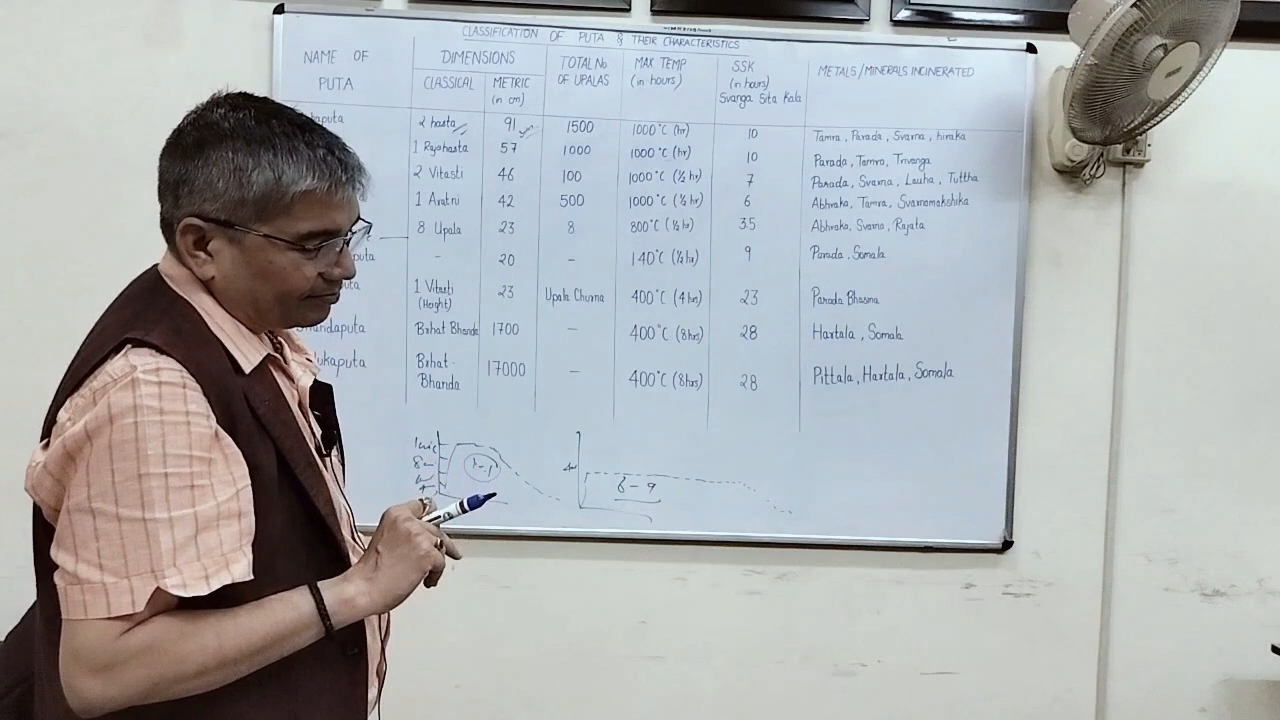 CLASSIFICATION OF PUTA & THEIR CHARACTERISTICS
NAME OF PUTA
DIMENSIONS
CLASSICAL
METRIC (in cm)
TOTAL No OF UPALAS
MAX TEMP (in hours)
SSK (in hours) Svarga Sita Kala
METALS/MINERALS INCINERATED
2 hasta 91 1500 1000°C (hr) 10 Tamra, Parada, Svarna, hiraka
1 Rajahasta 57 1000 1000°C (hr) 10 Parada, Tamra, Trivanga
2 Vitasti 46 100 1000°C (½ hr) 7 Parada, Svarna, Lauha, Tuttha
1 Aratni 42 500 1000°C (½ hr) 6 Abhraka, Tamra, Svarnamakshika
8 Upala 23 8 800°C (½ hr) 3.5 Abhraka, Svarna, Rajata
- 20 - 140°C (½ hr) 9 Parada, Somala
1 Vitasti (Hight) 23 Upala Churna 400°C (4 hrs) 23 Parada Bhasma
Brhat Bhanda 1700 - 400°C (8hrs) 28 Hartala, Somala
Brhat Bhanda 17000 - 400°C (8hrs) 28 Pittala, Hartala, Somala
6-9